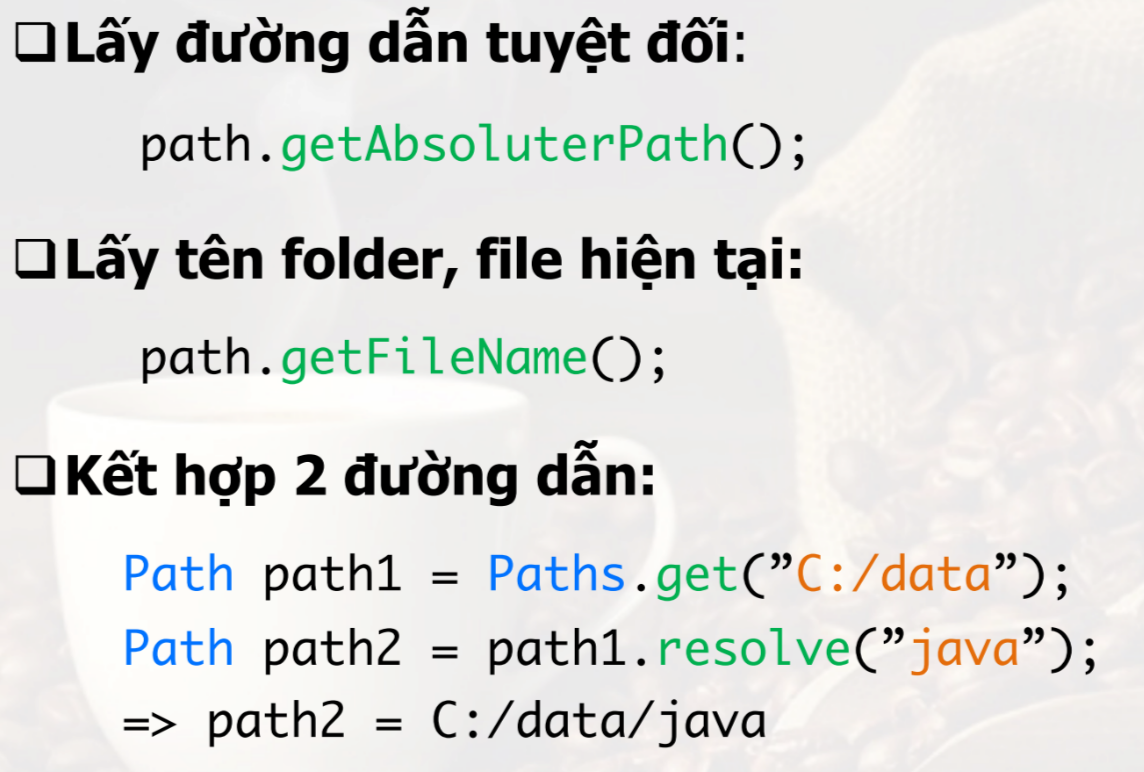 ❑Lấy đường dẫn tuyệt đối:
path.getAbsoluterPath();
❑Lấy tên folder, file hiện tại:
path.getFileName();
❑Kết hợp 2 đường dẫn:
Path path1 = Paths.get(”C:/data”);
Path path2 = path1.resolve(”java”);
=> path2 = C:/data/java